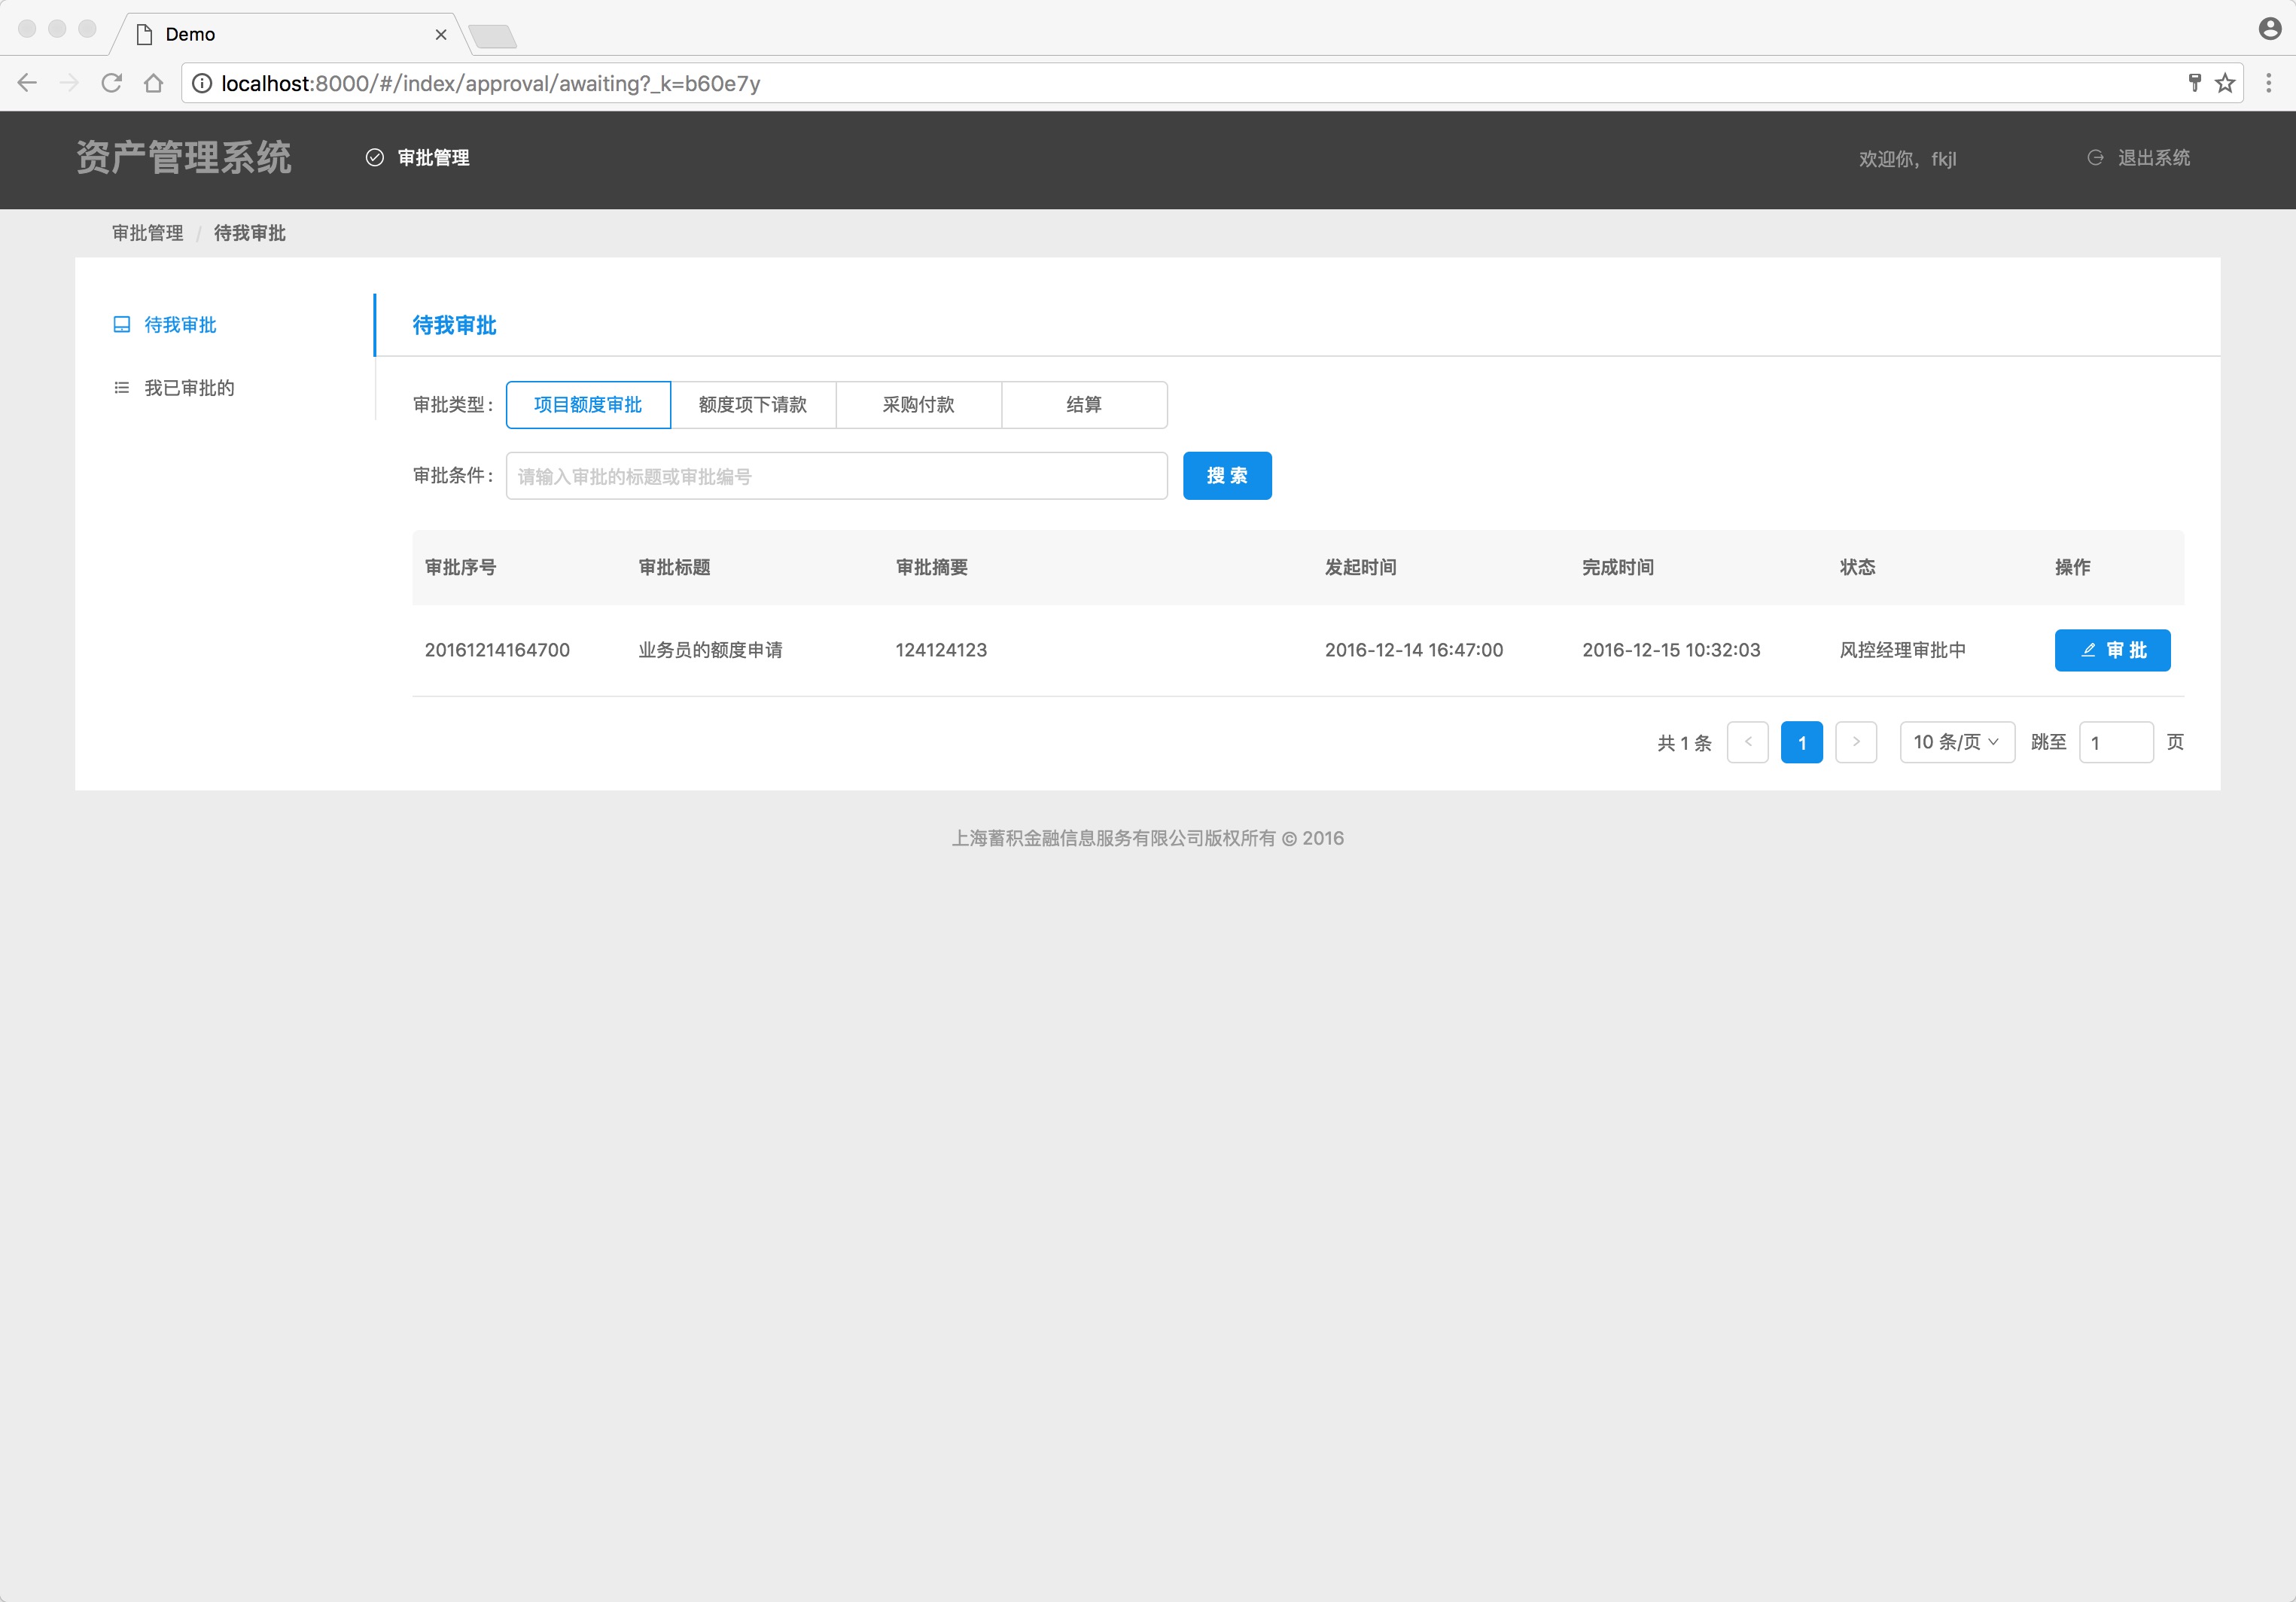 Demo
localhost:8000/#/index/approval/awaiting?_k=b60e7y
资产管理系统 审批管理 欢迎你，fkjl 退出系统
审批管理 / 待我审批
待我审批
我已审批的
待我审批
审批类型： 项目额度审批 额度项下请款 采购付款 结算
审批条件： 请输入审批的标题或审批编号 搜 索
审批序号 审批标题 审批摘要 发起时间 完成时间 状态 操作
20161214164700 业务员的额度申请 124124123 2016-12-14 16:47:00 2016-12-15 10:32:03 风控经理审批中 审 批
共 1 条 < 1 > 10 条/页 跳至 1 页
上海蓄积金融信息服务有限公司版权所有 © 2016